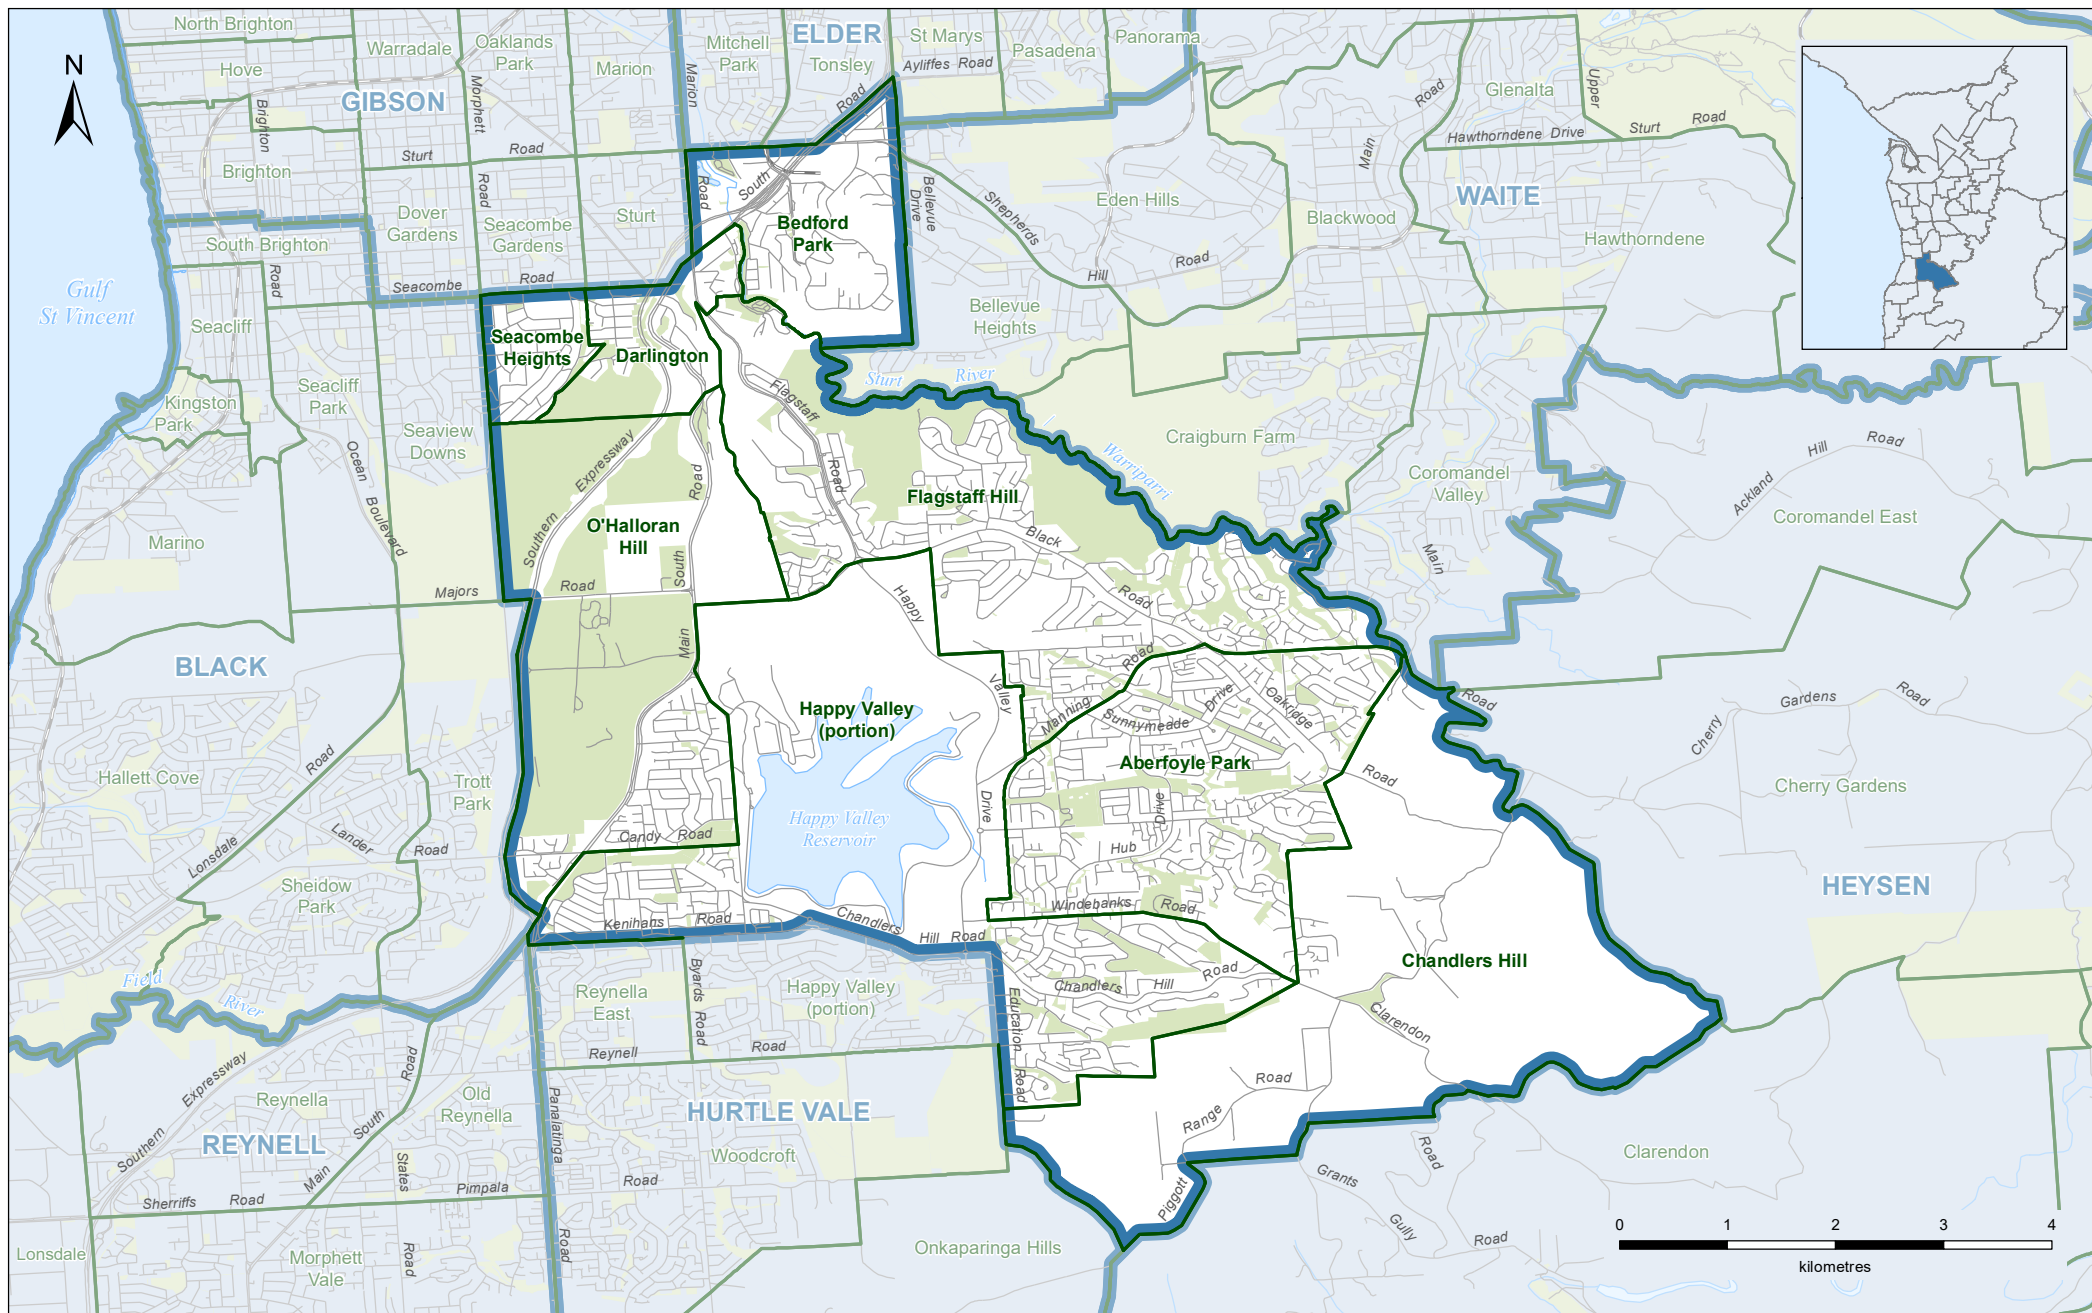 North Brighton
Warradale
Oaklands
Park
Mitchell
Park
ELDER
St Marys
Pasadena
Panorama
Tonsley
Ayliffes Road
N
Hove
Marion
GIBSON
Morphett
Marion
Road
Road
Upper
Glenalta
Brighton
Sturt Road
Hawthorndene Drive
Sturt Road
Main
Brighton
Road
Road
South
Bellevue
Drive
Shepherds
Eden Hills
WAITE
Blackwood
Hawthorndene
Dover
Gardens
Seacombe
Gardens
Sturt
Bedford
Park
South Brighton
Road
Seacombe Road
Hill Road
Gulf
St Vincent
Seacliff
Bellevue
Heights
Seacombe
Heights
Darlington
Sturt River
Flagstaff
Road
Seacliff
Park
Kingston
Park
Seaview
Downs
Ocean Boulevard
Southern Expressway
Road
Craigburn Farm
Warriparri
Coromandel
Valley
Ackland Hill Road
Coromandel East
Flagstaff Hill
O'Halloran
Hill
Black
Road
Main
Road
Marino
Majors Road
South
Main
Happy
Valley
Drive
BLACK
Road
Manning
Sunnymeade
Drive
Oakridge
Cherry Gardens Road
Happy Valley
(portion)
Aberfoyle Park
Road
Hallett Cove
Road
Trott
Park
Cherry Gardens
Happy Valley
Reservoir
Drive
Hub
Lonsdale
Lander Road
Candy Road
Sheidow
Park
HEYSEN
Windebanks Road
Kenihans Road
Chandlers
Hill Road
Chandlers Hill
Field
River
Reynella
East
Byards
Road
Happy Valley
(portion)
Education
Road
Chandlers Hill Road
Clarendon
Road
Reynell Road
Southern Expressway
Reynella
Old
Reynella
Road
South
Main
Panalatinga
Road
HURTLE VALE
REYNELL
Range Road
Woodcroft
Clarendon
Sherriffs Road
States
Road
Pimpala Road
Piggott
Grants
Gully
Road
Lonsdale
Morphett
Vale
Onkaparinga Hills
0 1 2 3 4
kilometres